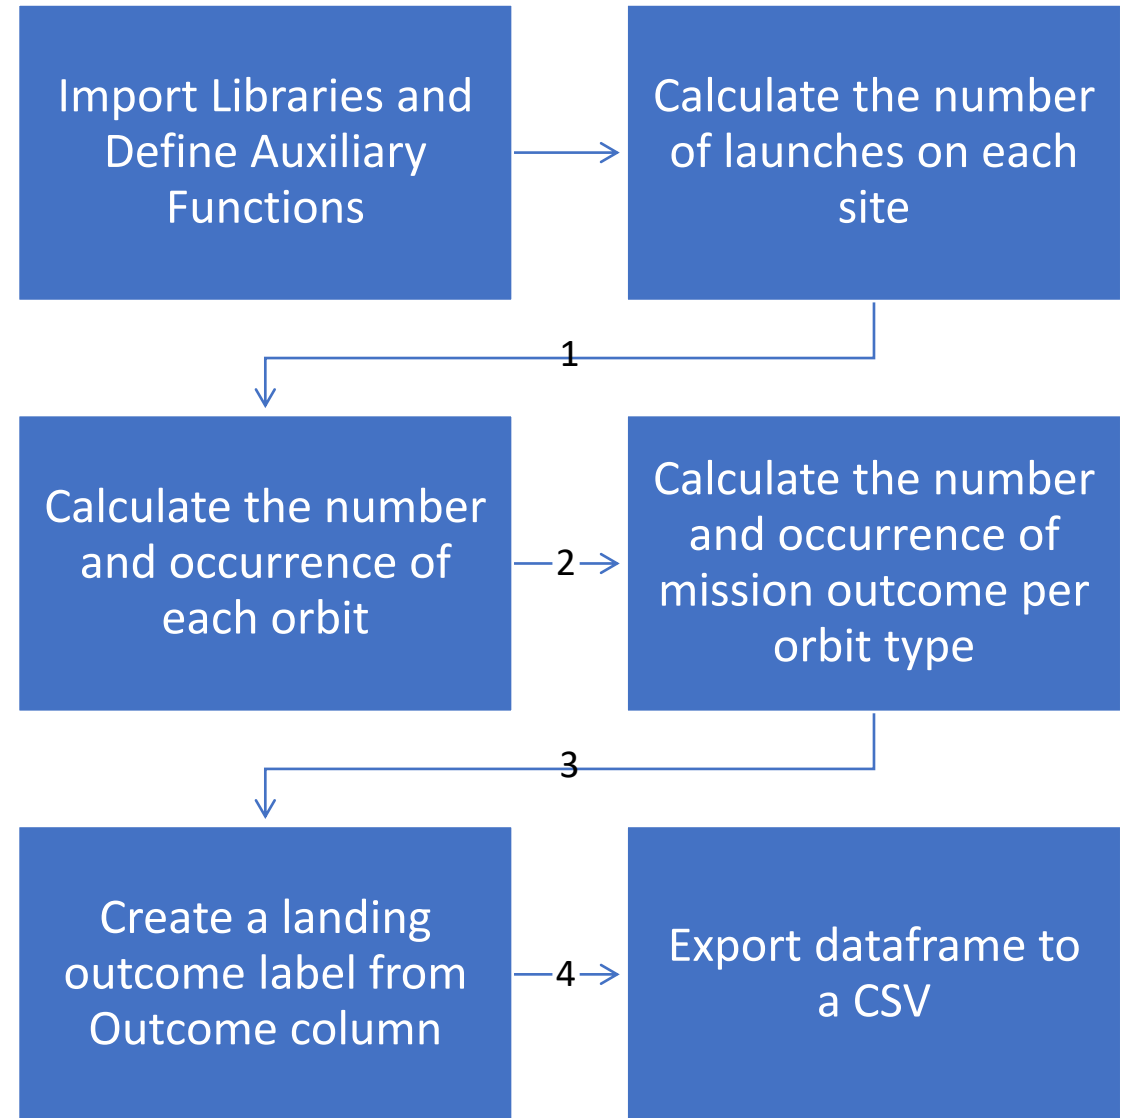 Import Libraries and
Define Auxiliary
Functions
Calculate the number
of launches on each
site
1
Calculate the number
and occurrence of
each orbit
2
Calculate the number
and occurrence of
mission outcome per
orbit type
3
Create a landing
outcome label from
Outcome column
4
Export dataframe to
a CSV